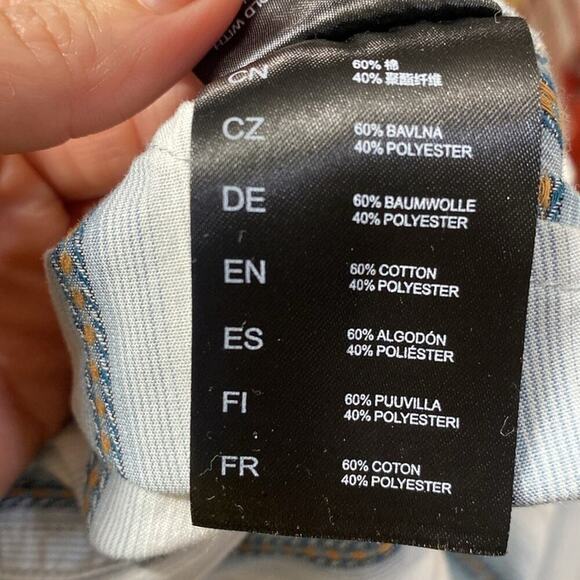 OLD WITH
CN 60% 棉
40% 聚酯纤维
CZ 60% BAVLNA
40% POLYESTER
DE 60% BAUMWOLLE
40% POLYESTER
EN 60% COTTON
40% POLYESTER
ES 60% ALGODÓN
40% POLIÉSTER
FI 60% PUUVILLA
40% POLYESTERI
FR 60% COTON
40% POLYESTER